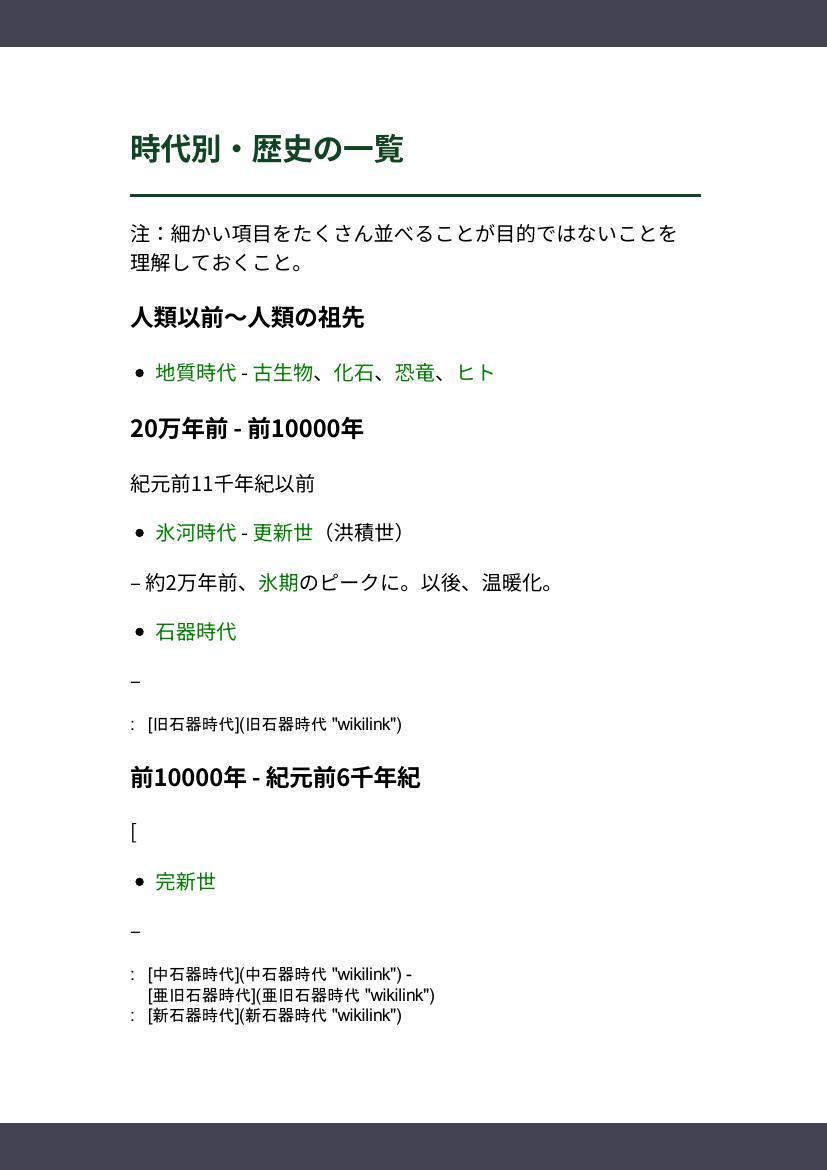 時代別・歴史の一覧
注：細かい項目をたくさん並べることが目的ではないことを
理解しておくこと。
人類以前〜人類の祖先
• 地質時代 - 古生物、化石、恐竜、ヒト
20万年前 - 前10000年
紀元前11千年紀以前
• 氷河時代 - 更新世（洪積世）
– 約2万年前、氷期のピークに。以後、温暖化。
• 石器時代
–
: [旧石器時代](旧石器時代 "wikilink")
前10000年 - 紀元前6千年紀
[
• 完新世
–
: [中石器時代](中石器時代 "wikilink") -
[亜旧石器時代](亜旧石器時代 "wikilink")
: [新石器時代](新石器時代 "wikilink")